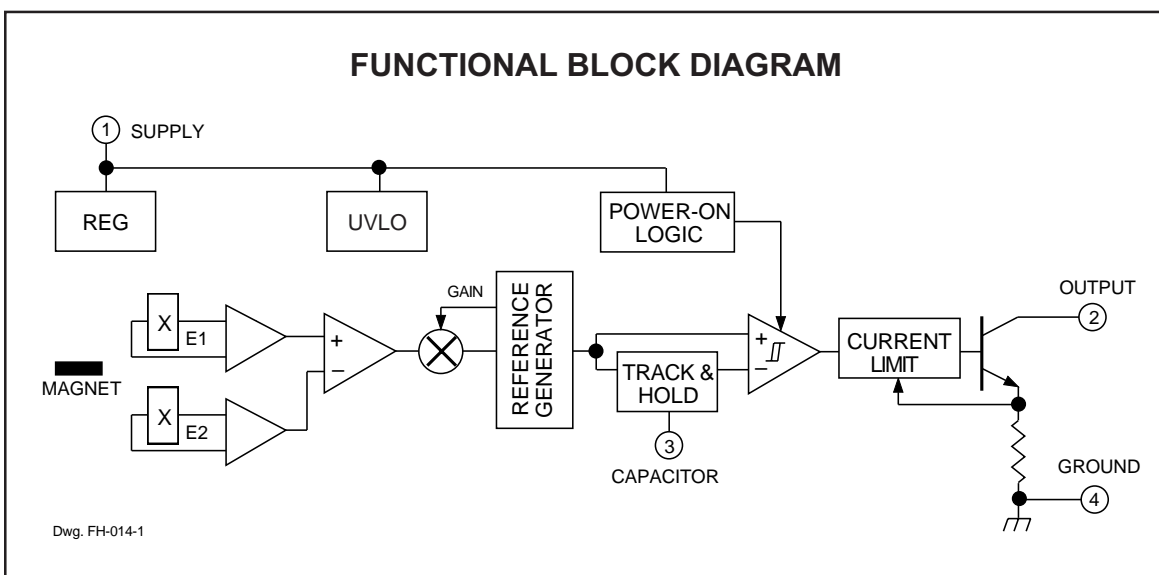 FUNCTIONAL BLOCK DIAGRAM
1 SUPPLY
REG
UVLO
POWER-ON
LOGIC
X
E1
MAGNET
X
E2
+
−
GAIN
REFERENCE
GENERATOR
TRACK &
HOLD
3
CAPACITOR
+
−
CURRENT
LIMIT
OUTPUT
2
GROUND
4
Dwg. FH-014-1